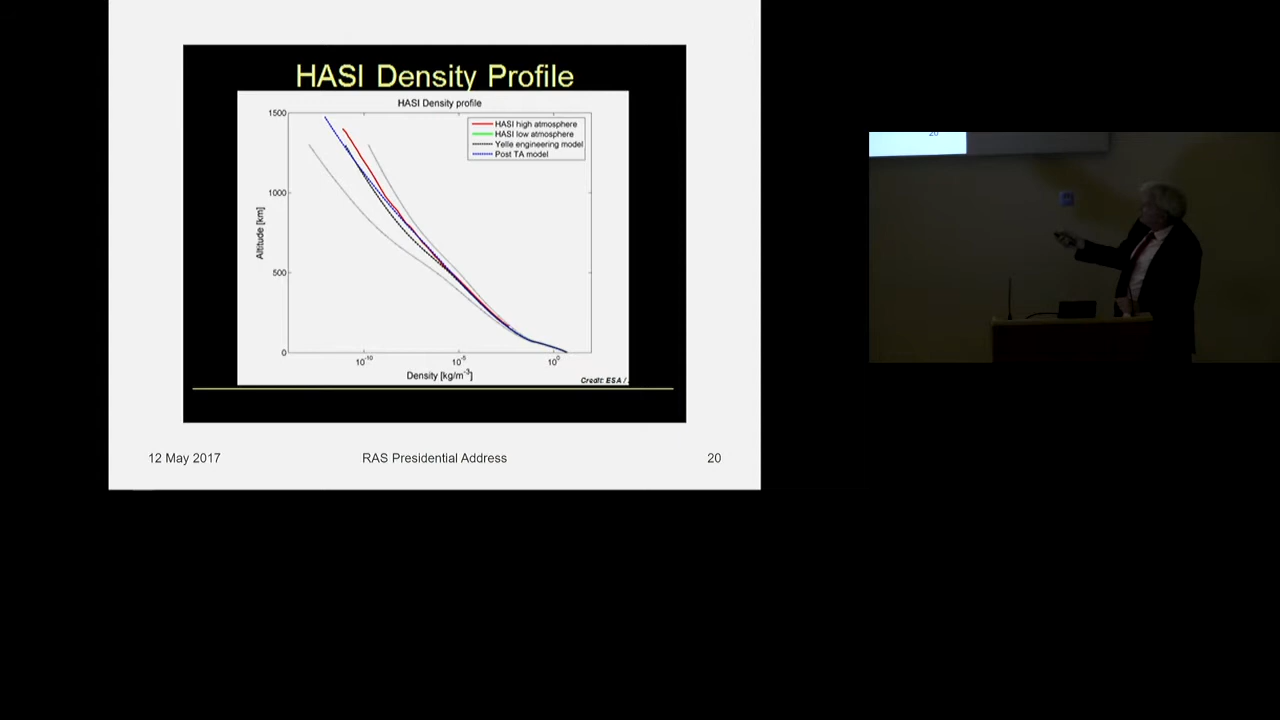 HASI Density Profile
HASI Density profile
1500
1000
500
0
Altitude [km]
HASI high atmosphere
HASI low atmosphere
Yelle engineering model
Post TA model
10-10
10-5
100
Density [kg/m-3]
Credit: ESA /
12 May 2017
RAS Presidential Address
20
20